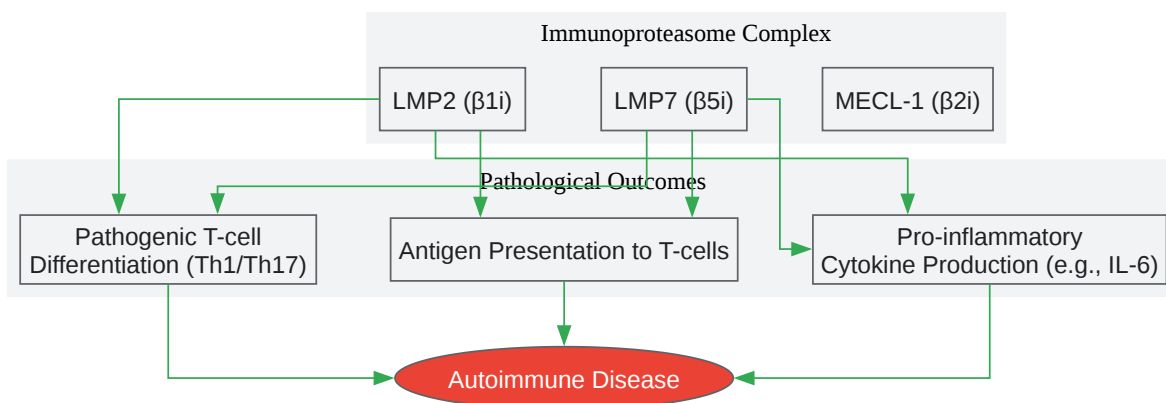 Immunoproteasome Complex
LMP2 (β1i)
LMP7 (β5i)
MECL-1 (β2i)
Pathological Outcomes
Pathogenic T-cell
Differentiation (Th1/Th17)
Antigen Presentation to T-cells
Pro-inflammatory
Cytokine Production (e.g., IL-6)
Autoimmune Disease